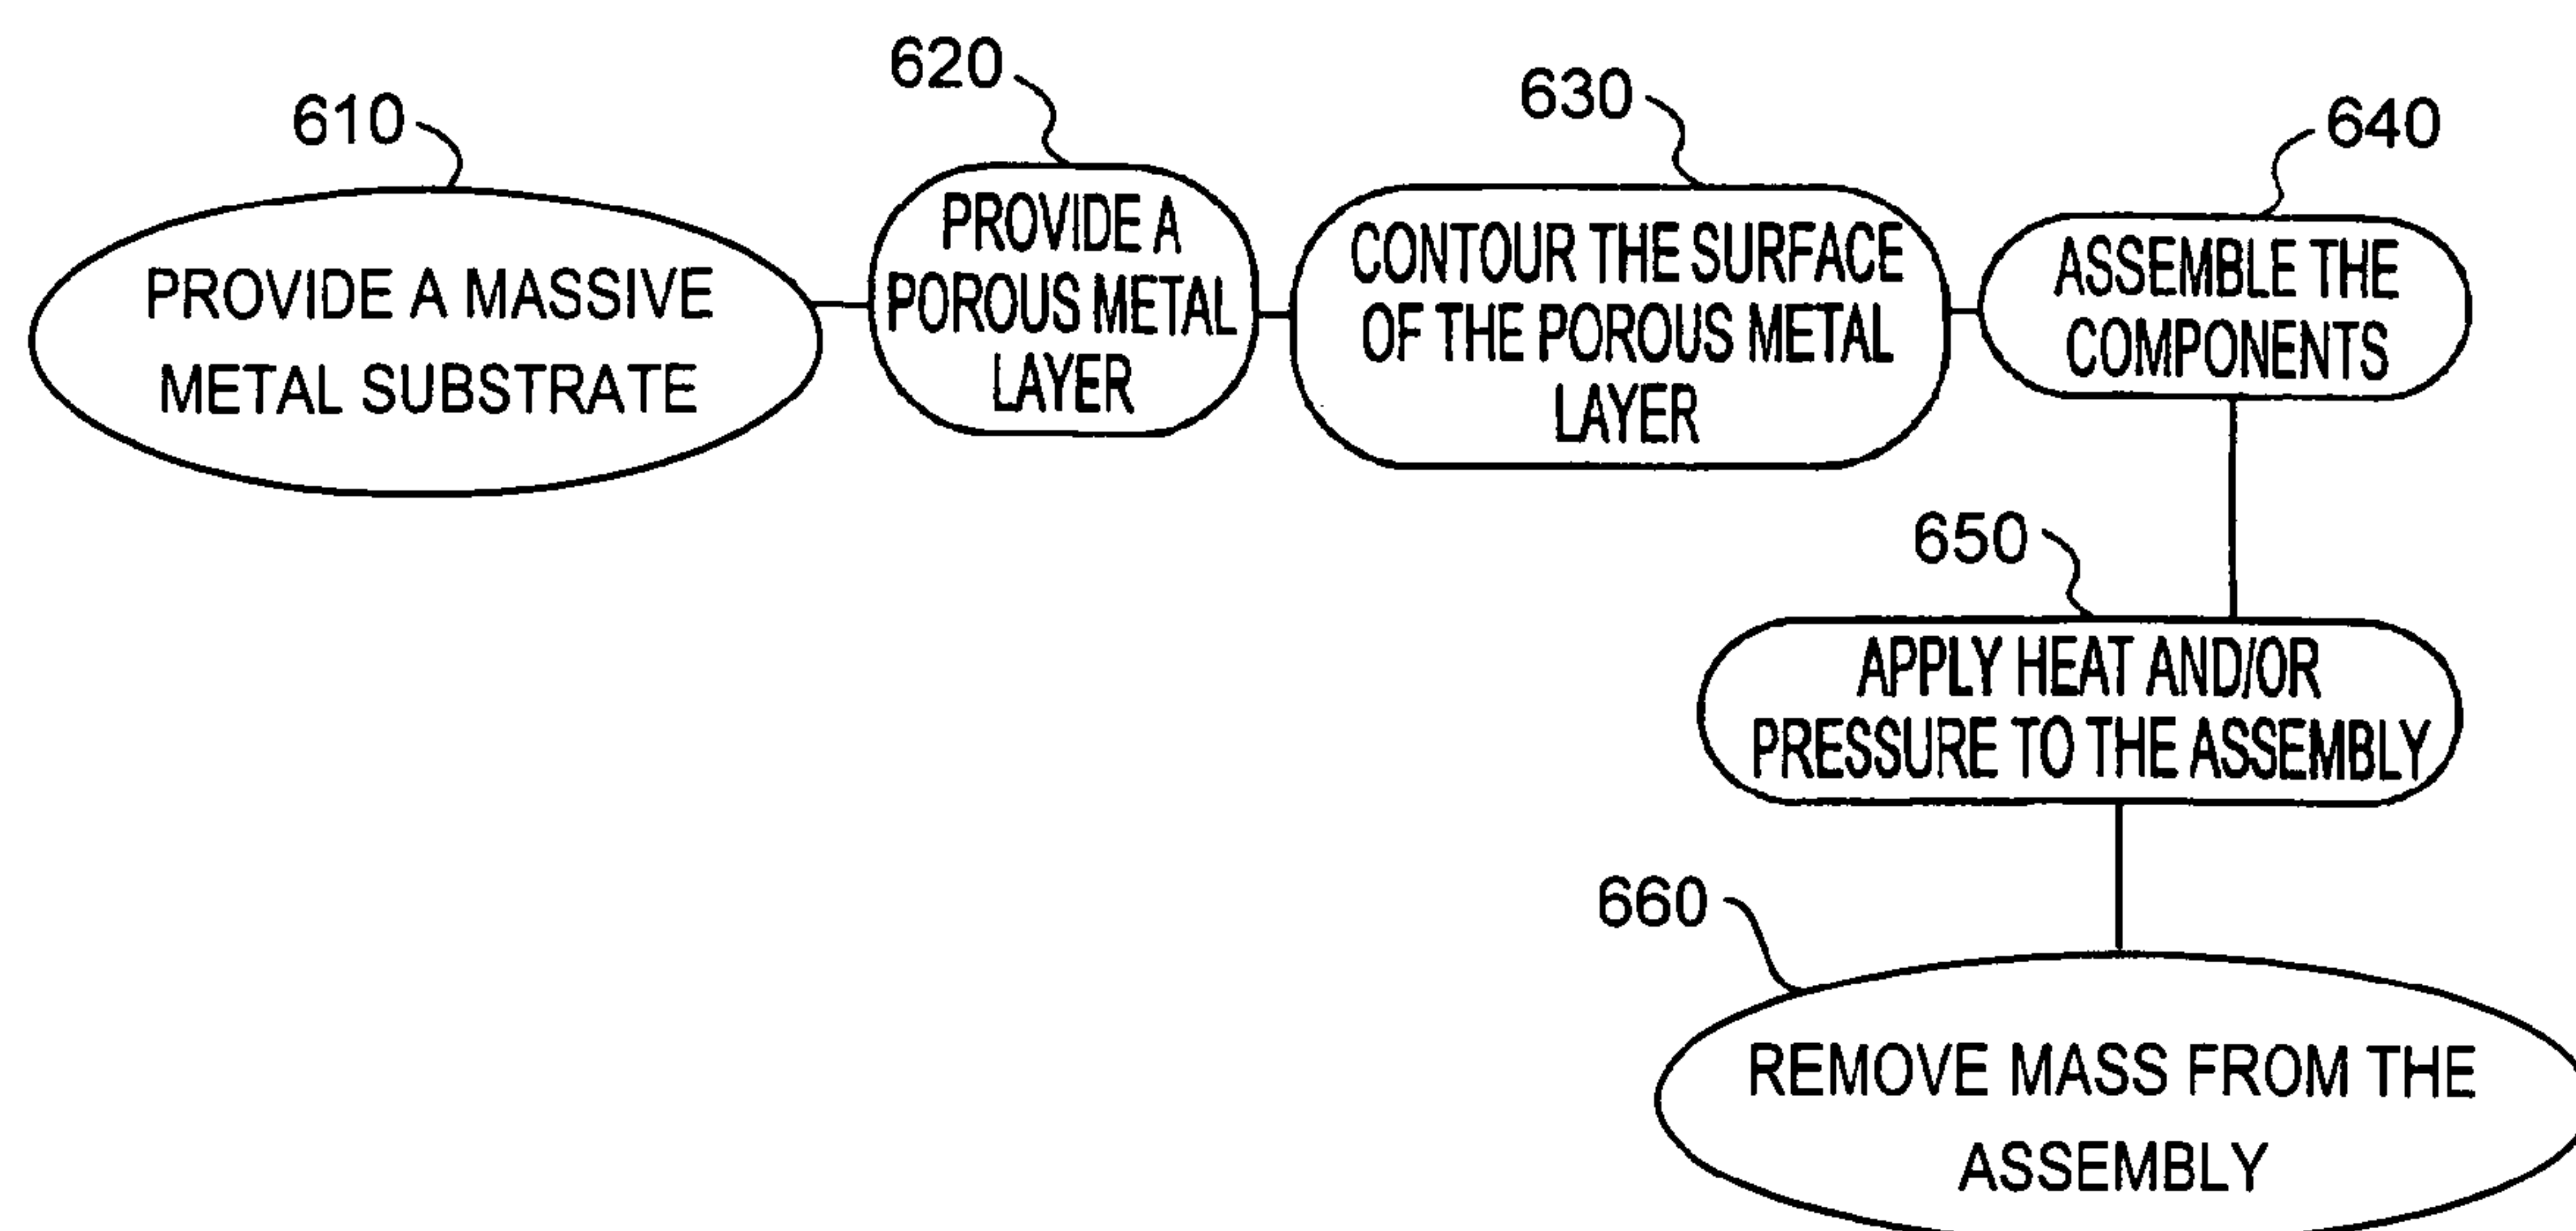 610
PROVIDE A MASSIVE
METAL SUBSTRATE
620
PROVIDE A
POROUS METAL
LAYER
630
CONTOUR THE SURFACE
OF THE POROUS METAL
LAYER
640
ASSEMBLE THE
COMPONENTS
650
APPLY HEAT AND/OR
PRESSURE TO THE ASSEMBLY
660
REMOVE MASS FROM THE
ASSEMBLY